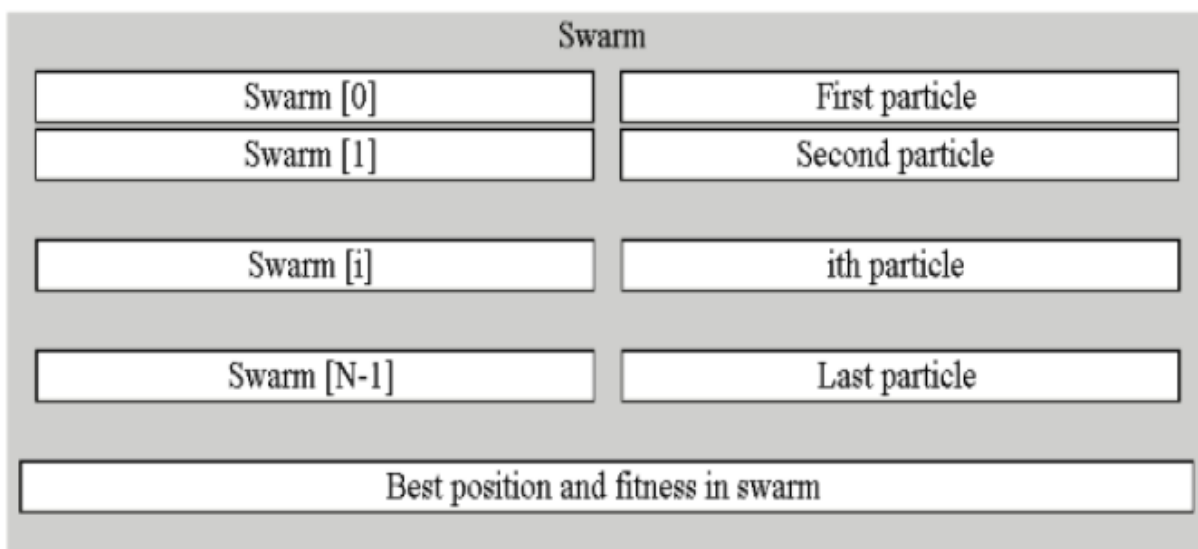 Swarm
Swarm [0] First particle
Swarm [1] Second particle
Swarm [i] ith particle
Swarm [N-1] Last particle
Best position and fitness in swarm